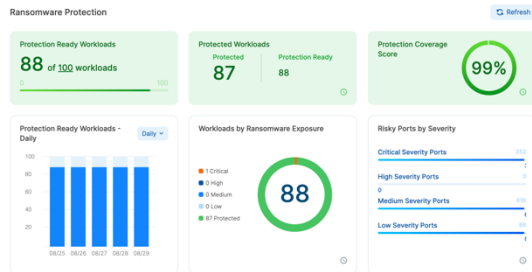 Ransomware Protection
Refresh
Protection Ready Workloads
88 of 100 workloads
0 100
Protected Workloads
Protected Protection Ready
87 88
Protection Coverage
Score
99%
Protection Ready Workloads -
Daily
Daily
100
80
60
40
20
08/25 08/26 08/27 08/28 08/29
Workloads by Ransomware Exposure
1 Critical
0 High
0 Medium
0 Low
87 Protected
88
Risky Ports by Severity
Critical Severity Ports
High Severity Ports 0
0
Medium Severity Ports
Low Severity Ports